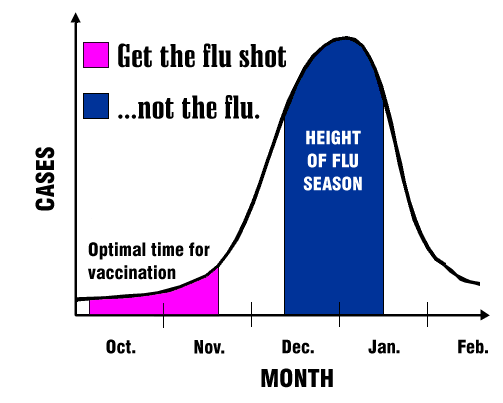 Get the flu shot
...not the flu.
HEIGHT
OF FLU
SEASON
CASES
Optimal time for
vaccination
Oct.
Nov.
Dec.
Jan.
Feb.
MONTH